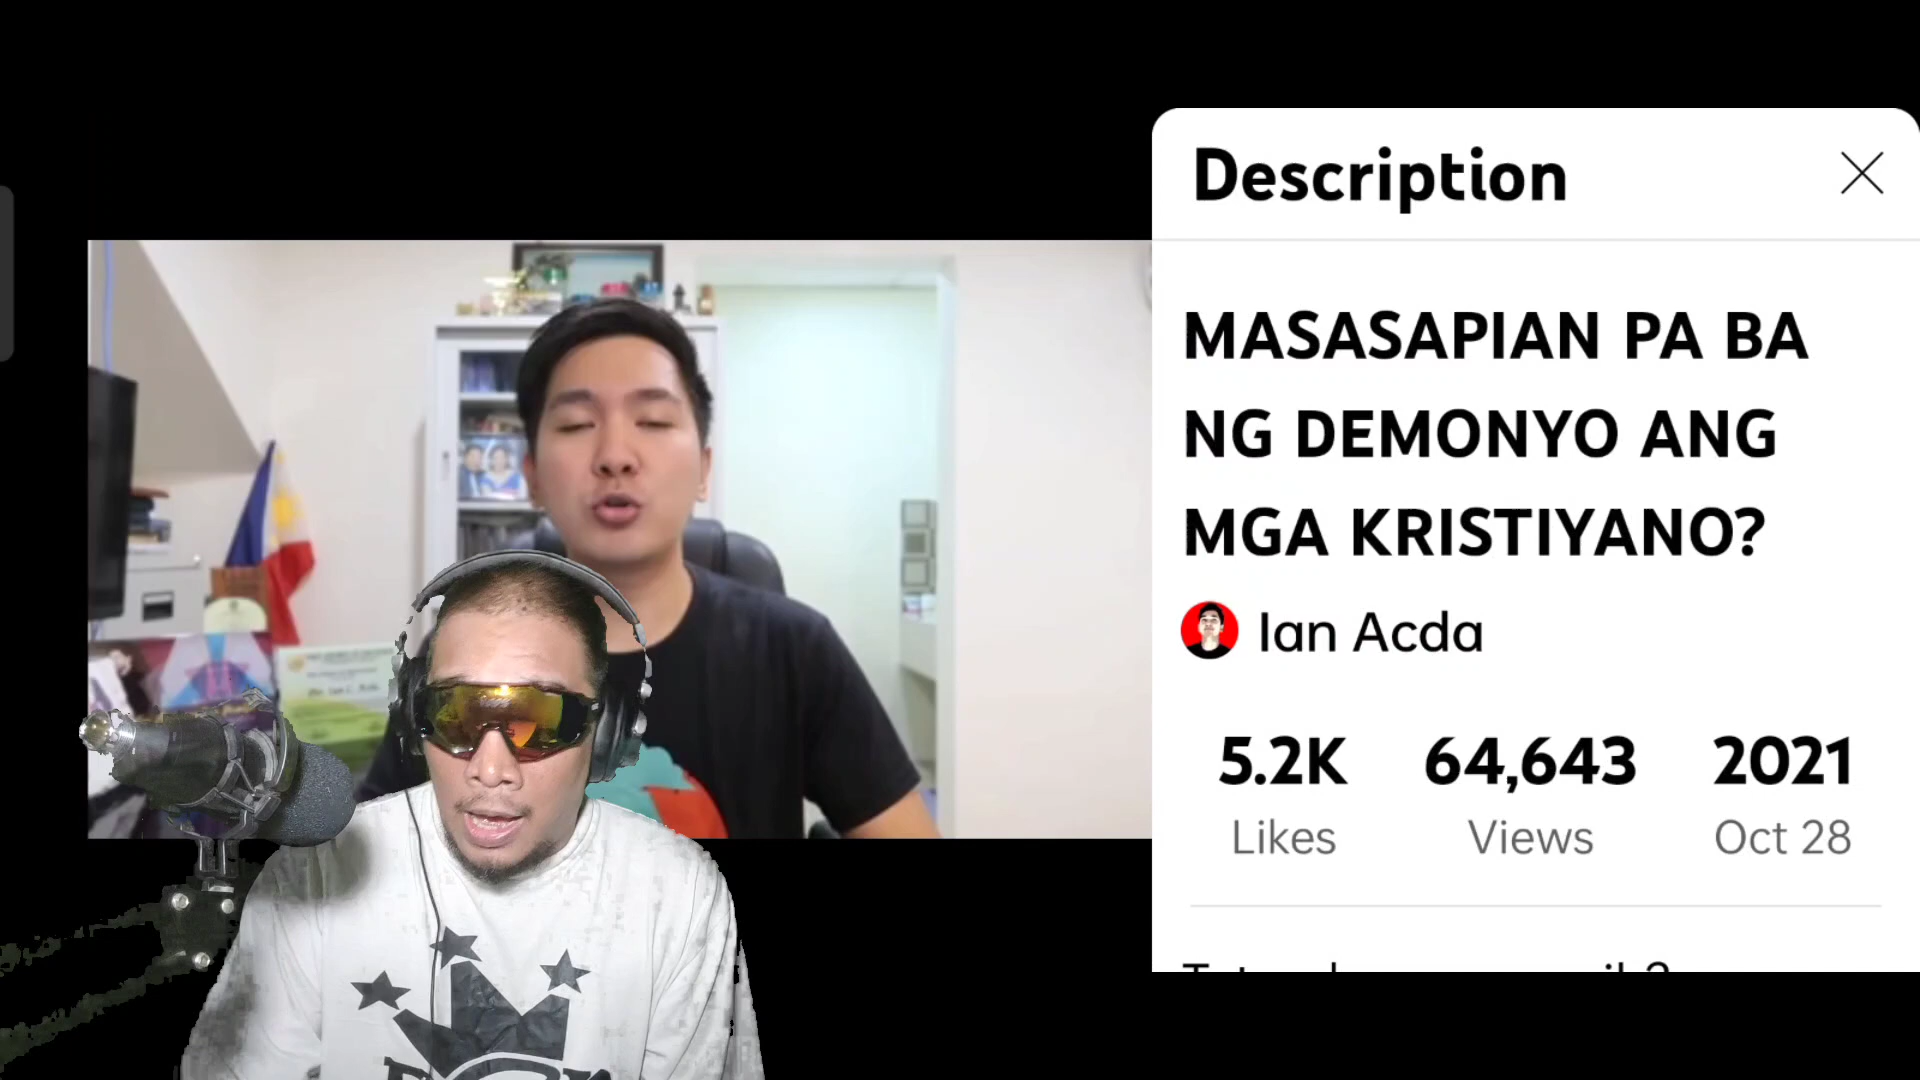 Description
MASASAPIAN PA BA
NG DEMONYO ANG
MGA KRISTIYANO?
Ian Acda
5.2K 64,643 2021
Likes Views Oct 28